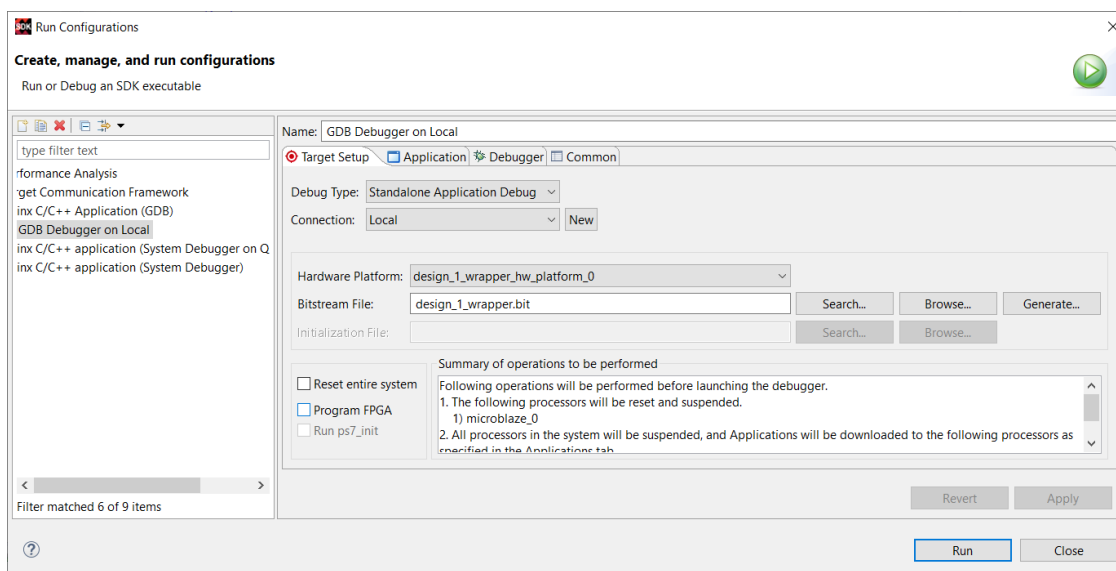 SDK Run Configurations
Create, manage, and run configurations
Run or Debug an SDK executable
type filter text
rformance Analysis
rget Communication Framework
inx C/C++ Application (GDB)
GDB Debugger on Local
inx C/C++ application (System Debugger on Q
inx C/C++ application (System Debugger)
Filter matched 6 of 9 items
Name: GDB Debugger on Local
Target Setup Application Debugger Common
Debug Type: Standalone Application Debug
Connection: Local New
Hardware Platform: design_1_wrapper_hw_platform_0
Bitstream File: design_1_wrapper.bit Search... Browse... Generate...
Initialization File: Search... Browse...
Summary of operations to be performed
Reset entire system
Program FPGA
Run ps7_init
Following operations will be performed before launching the debugger.
1. The following processors will be reset and suspended.
1) microblaze_0
2. All processors in the system will be suspended, and Applications will be downloaded to the following processors as
specified in the Applications tab
Revert Apply
? Run Close